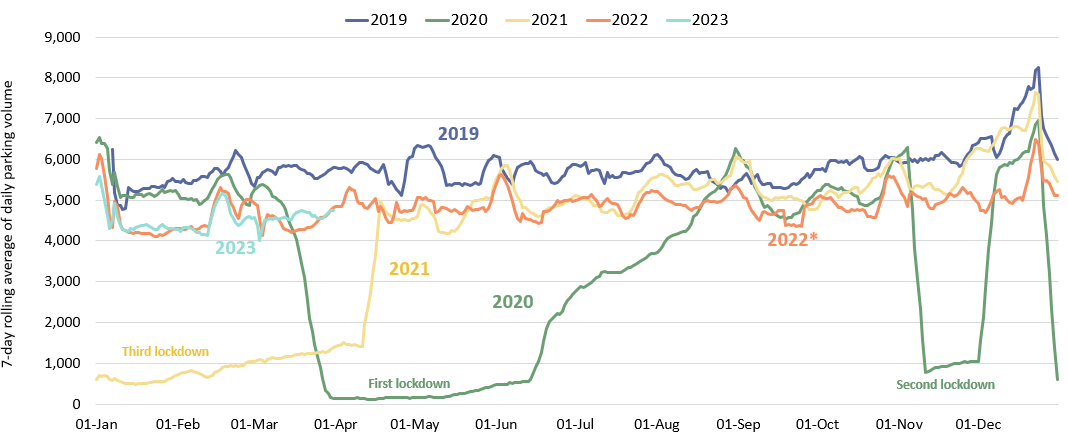 2019 2020 2021 2022 2023
7-day rolling average of daily parking volume
9,000
8,000
7,000
6,000
5,000
4,000
3,000
2,000
1,000
0
2019
2023
2022*
2021
2020
Third lockdown
First lockdown
Second lockdown
01-Jan 01-Feb 01-Mar 01-Apr 01-May 01-Jun 01-Jul 01-Aug 01-Sep 01-Oct 01-Nov 01-Dec